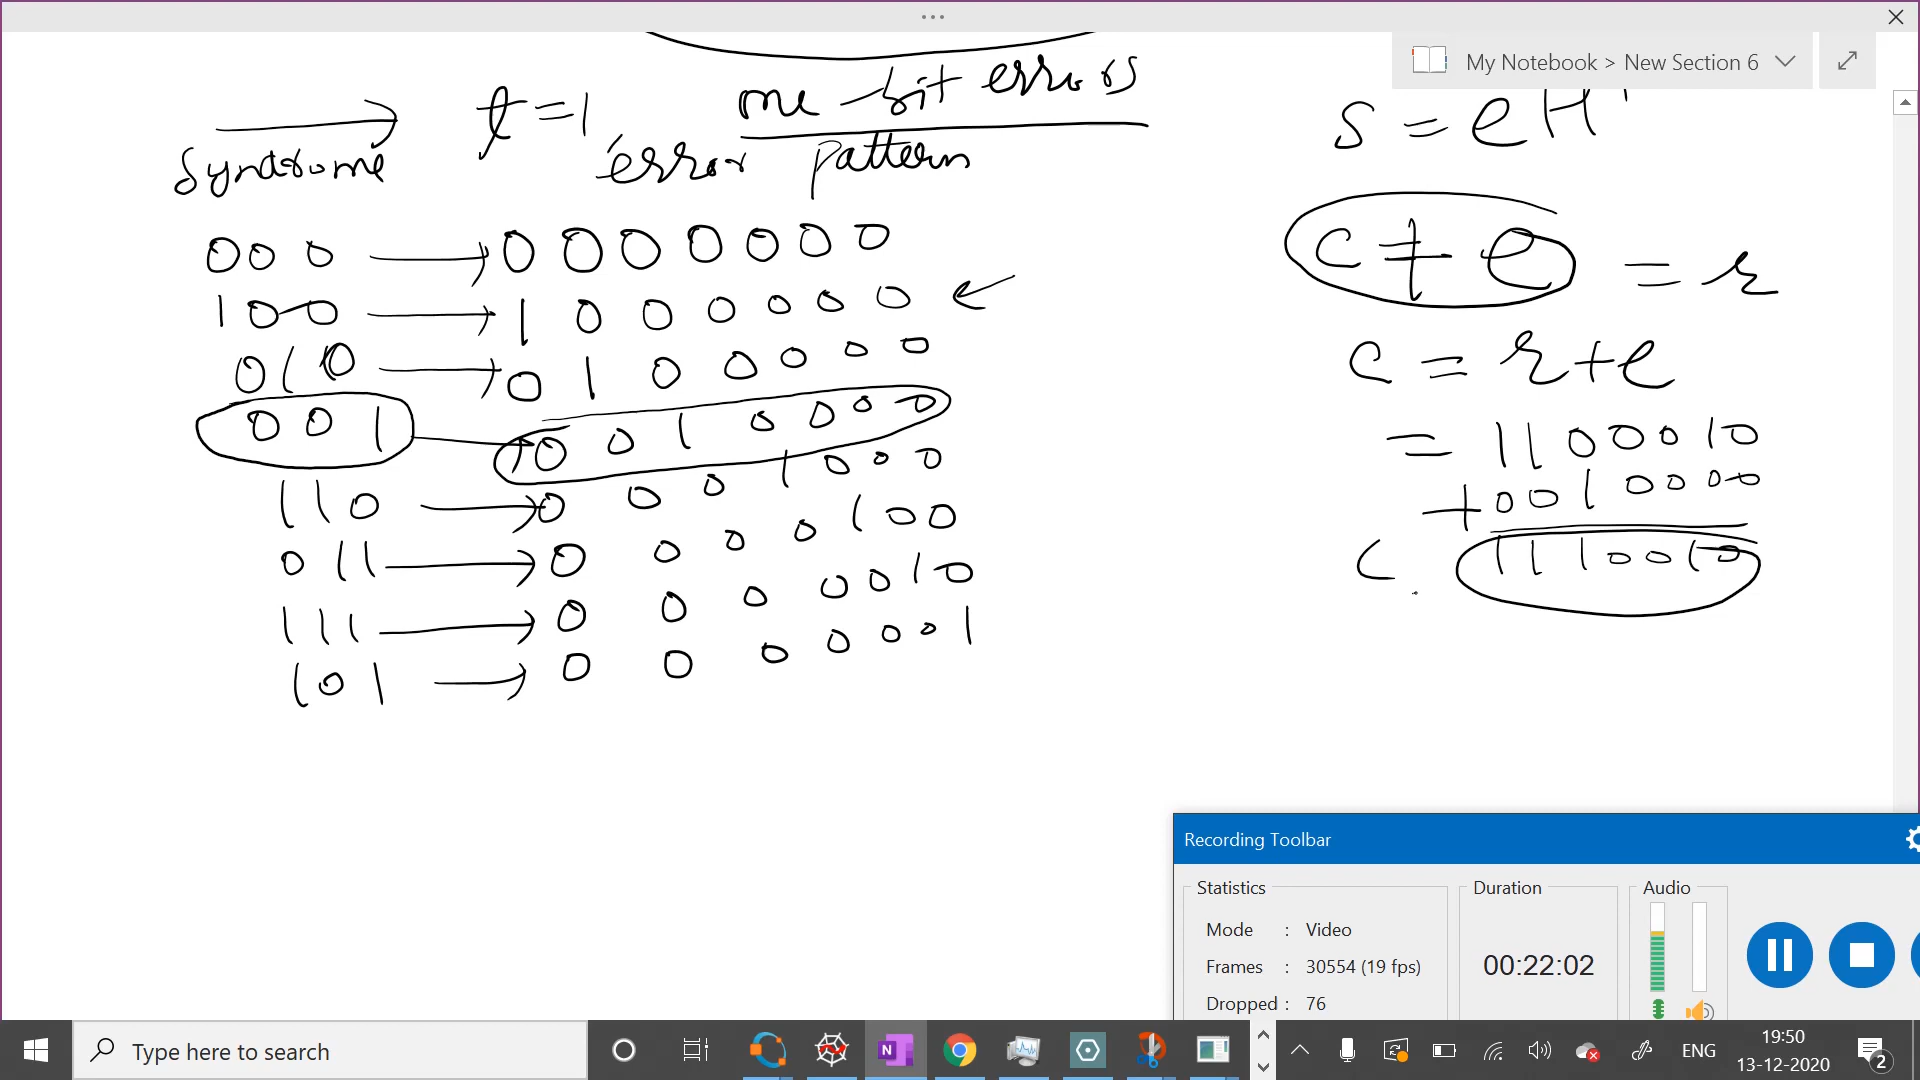 ...
My Notebook > New Section 6
one-bit errors
Syndrome t=1 error pattern
000 → 0000000
100 → 1000000 ←
010 → 0100000
001 → 0010000
110 → 0001000
011 → 0000100
111 → 0000010
101 → 0000001
s = eHᵀ
c + e = r
c = r+e
= 1100010
+ 0010000
c 1110010
Recording Toolbar
Statistics
Mode : Video
Frames : 30554 (19 fps)
Dropped : 76
Duration
00:22:02
Audio
Type here to search
N
ENG
19:50
13-12-2020
2